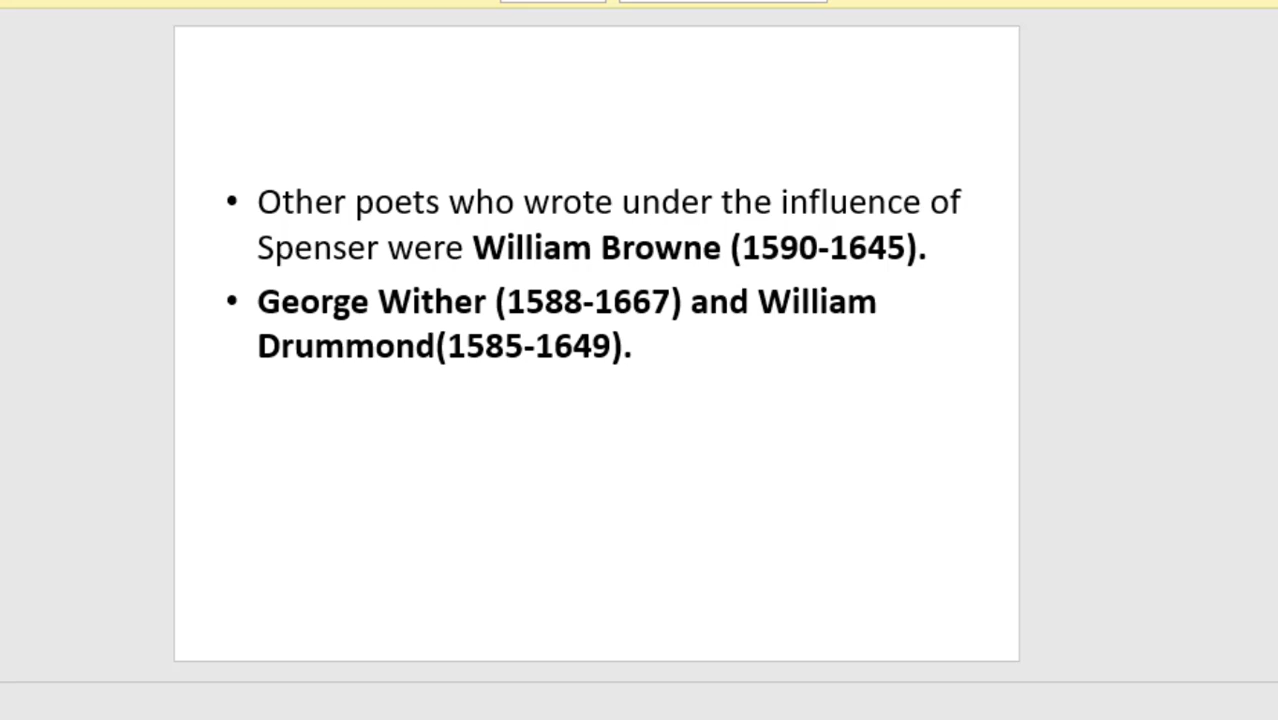 • Other poets who wrote under the influence of
Spenser were William Browne (1590-1645).
• George Wither (1588-1667) and William
Drummond(1585-1649).